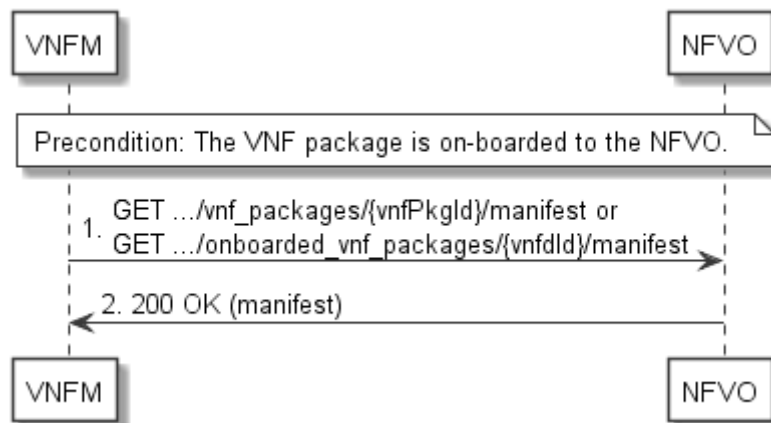 VNFM NFVO
Precondition: The VNF package is on-boarded to the NFVO.
1. GET .../vnf_packages/{vnfPkgId}/manifest or
GET .../onboarded_vnf_packages/{vnfdId}/manifest
2. 200 OK (manifest)
VNFM NFVO